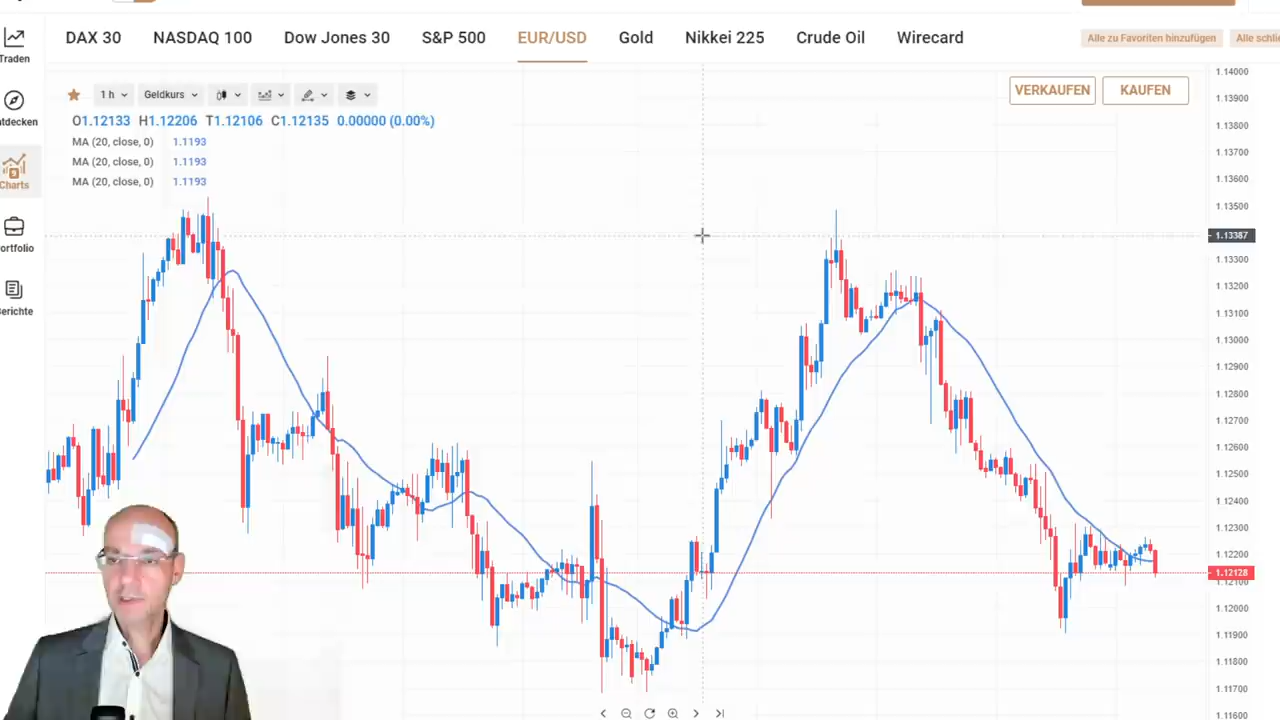 DAX 30 NASDAQ 100 Dow Jones 30 S&P 500 EUR/USD Gold Nikkei 225 Crude Oil Wirecard Alle zu Favoriten hinzufügen Alle schlie
Traden
ntdecken
Charts
ortfolio
Berichte
1 h Geldkurs
VERKAUFEN KAUFEN
O1.12133 H1.12206 T1.12106 C1.12135 0.00000 (0.00%)
MA (20, close, 0) 1.1193
MA (20, close, 0) 1.1193
MA (20, close, 0) 1.1193
1.14000
1.13900
1.13800
1.13700
1.13600
1.13500
1.13387
1.13300
1.13200
1.13100
1.13000
1.12900
1.12800
1.12700
1.12600
1.12500
1.12400
1.12300
1.12200
1.12128
1.12100
1.12000
1.11900
1.11800
1.11700
1.11600